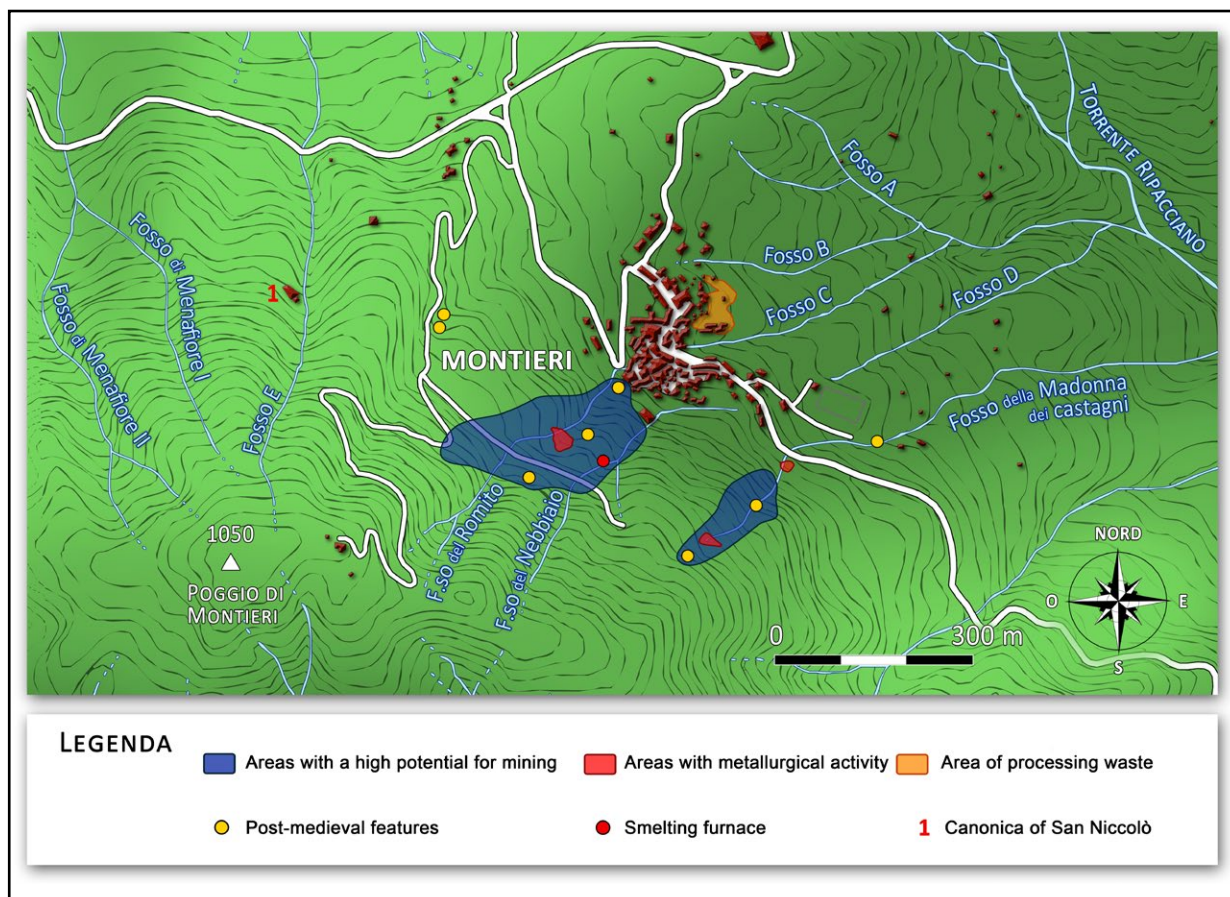 TORRENTE RIPACCIANO
FOSSO A
FOSSO B
FOSSO C
FOSSO D
FOSSO di MENAFIORE I
FOSSO di MENAFIORE II
FOSSO E
1
MONTIERI
FOSSO della MADONNA
dei CASTAGNI
F.SO del ROMITO
F.SO del NEBBIAIO
1050
POGGIO DI
MONTIERI
NORD
O
E
S
0
300 m
LEGENDA
Areas with a high potential for mining
Areas with metallurgical activity
Area of processing waste
Post-medieval features
Smelting furnace
1 Canonica of San Niccolò